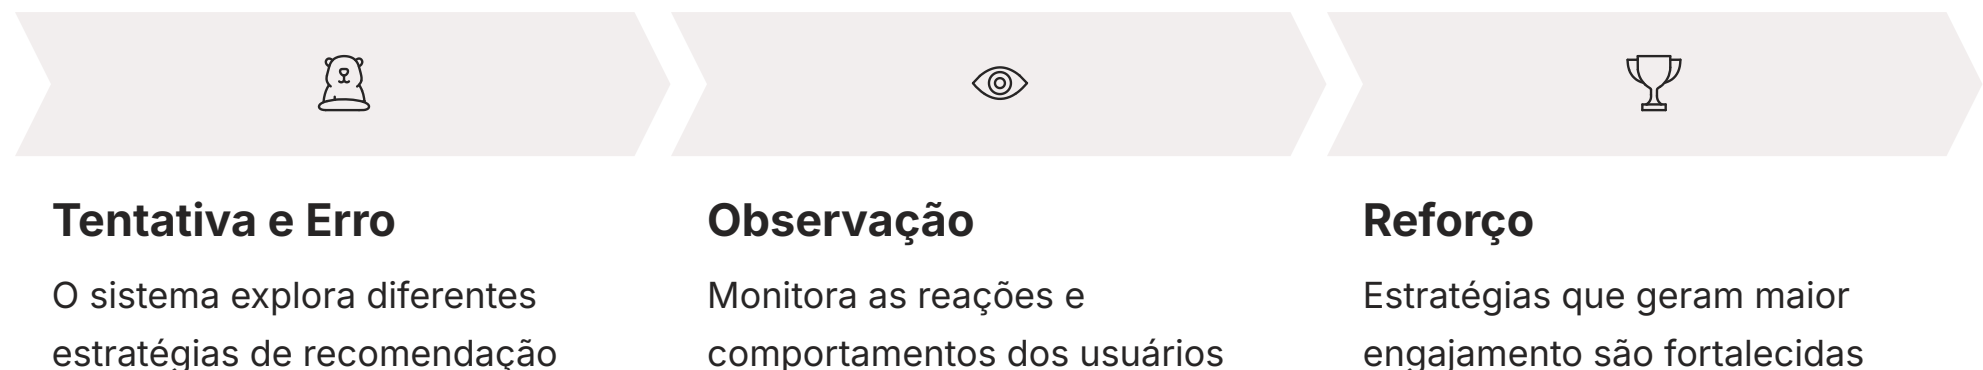 Tentativa e Erro
O sistema explora diferentes
estratégias de recomendação
Observação
Monitora as reações e
comportamentos dos usuários
Reforço
Estratégias que geram maior
engajamento são fortalecidas